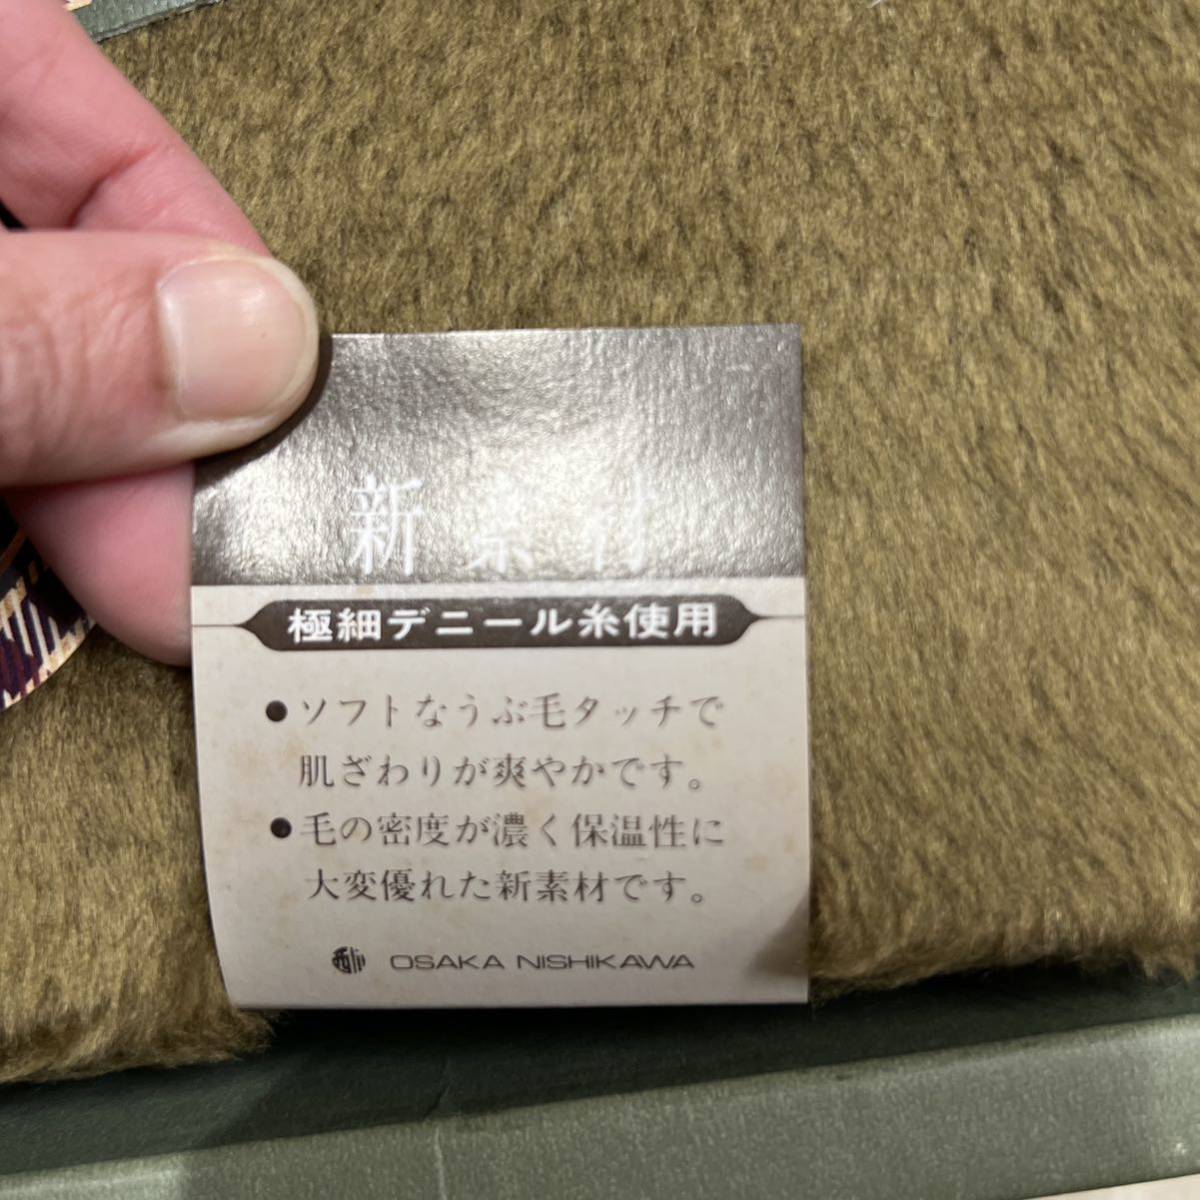 新素材
極細デニール糸使用
●ソフトなうぶ毛タッチで
肌ざわりが爽やかです。
●毛の密度が濃く保温性に
大変優れた新素材です。
OSAKA NISHIKAWA